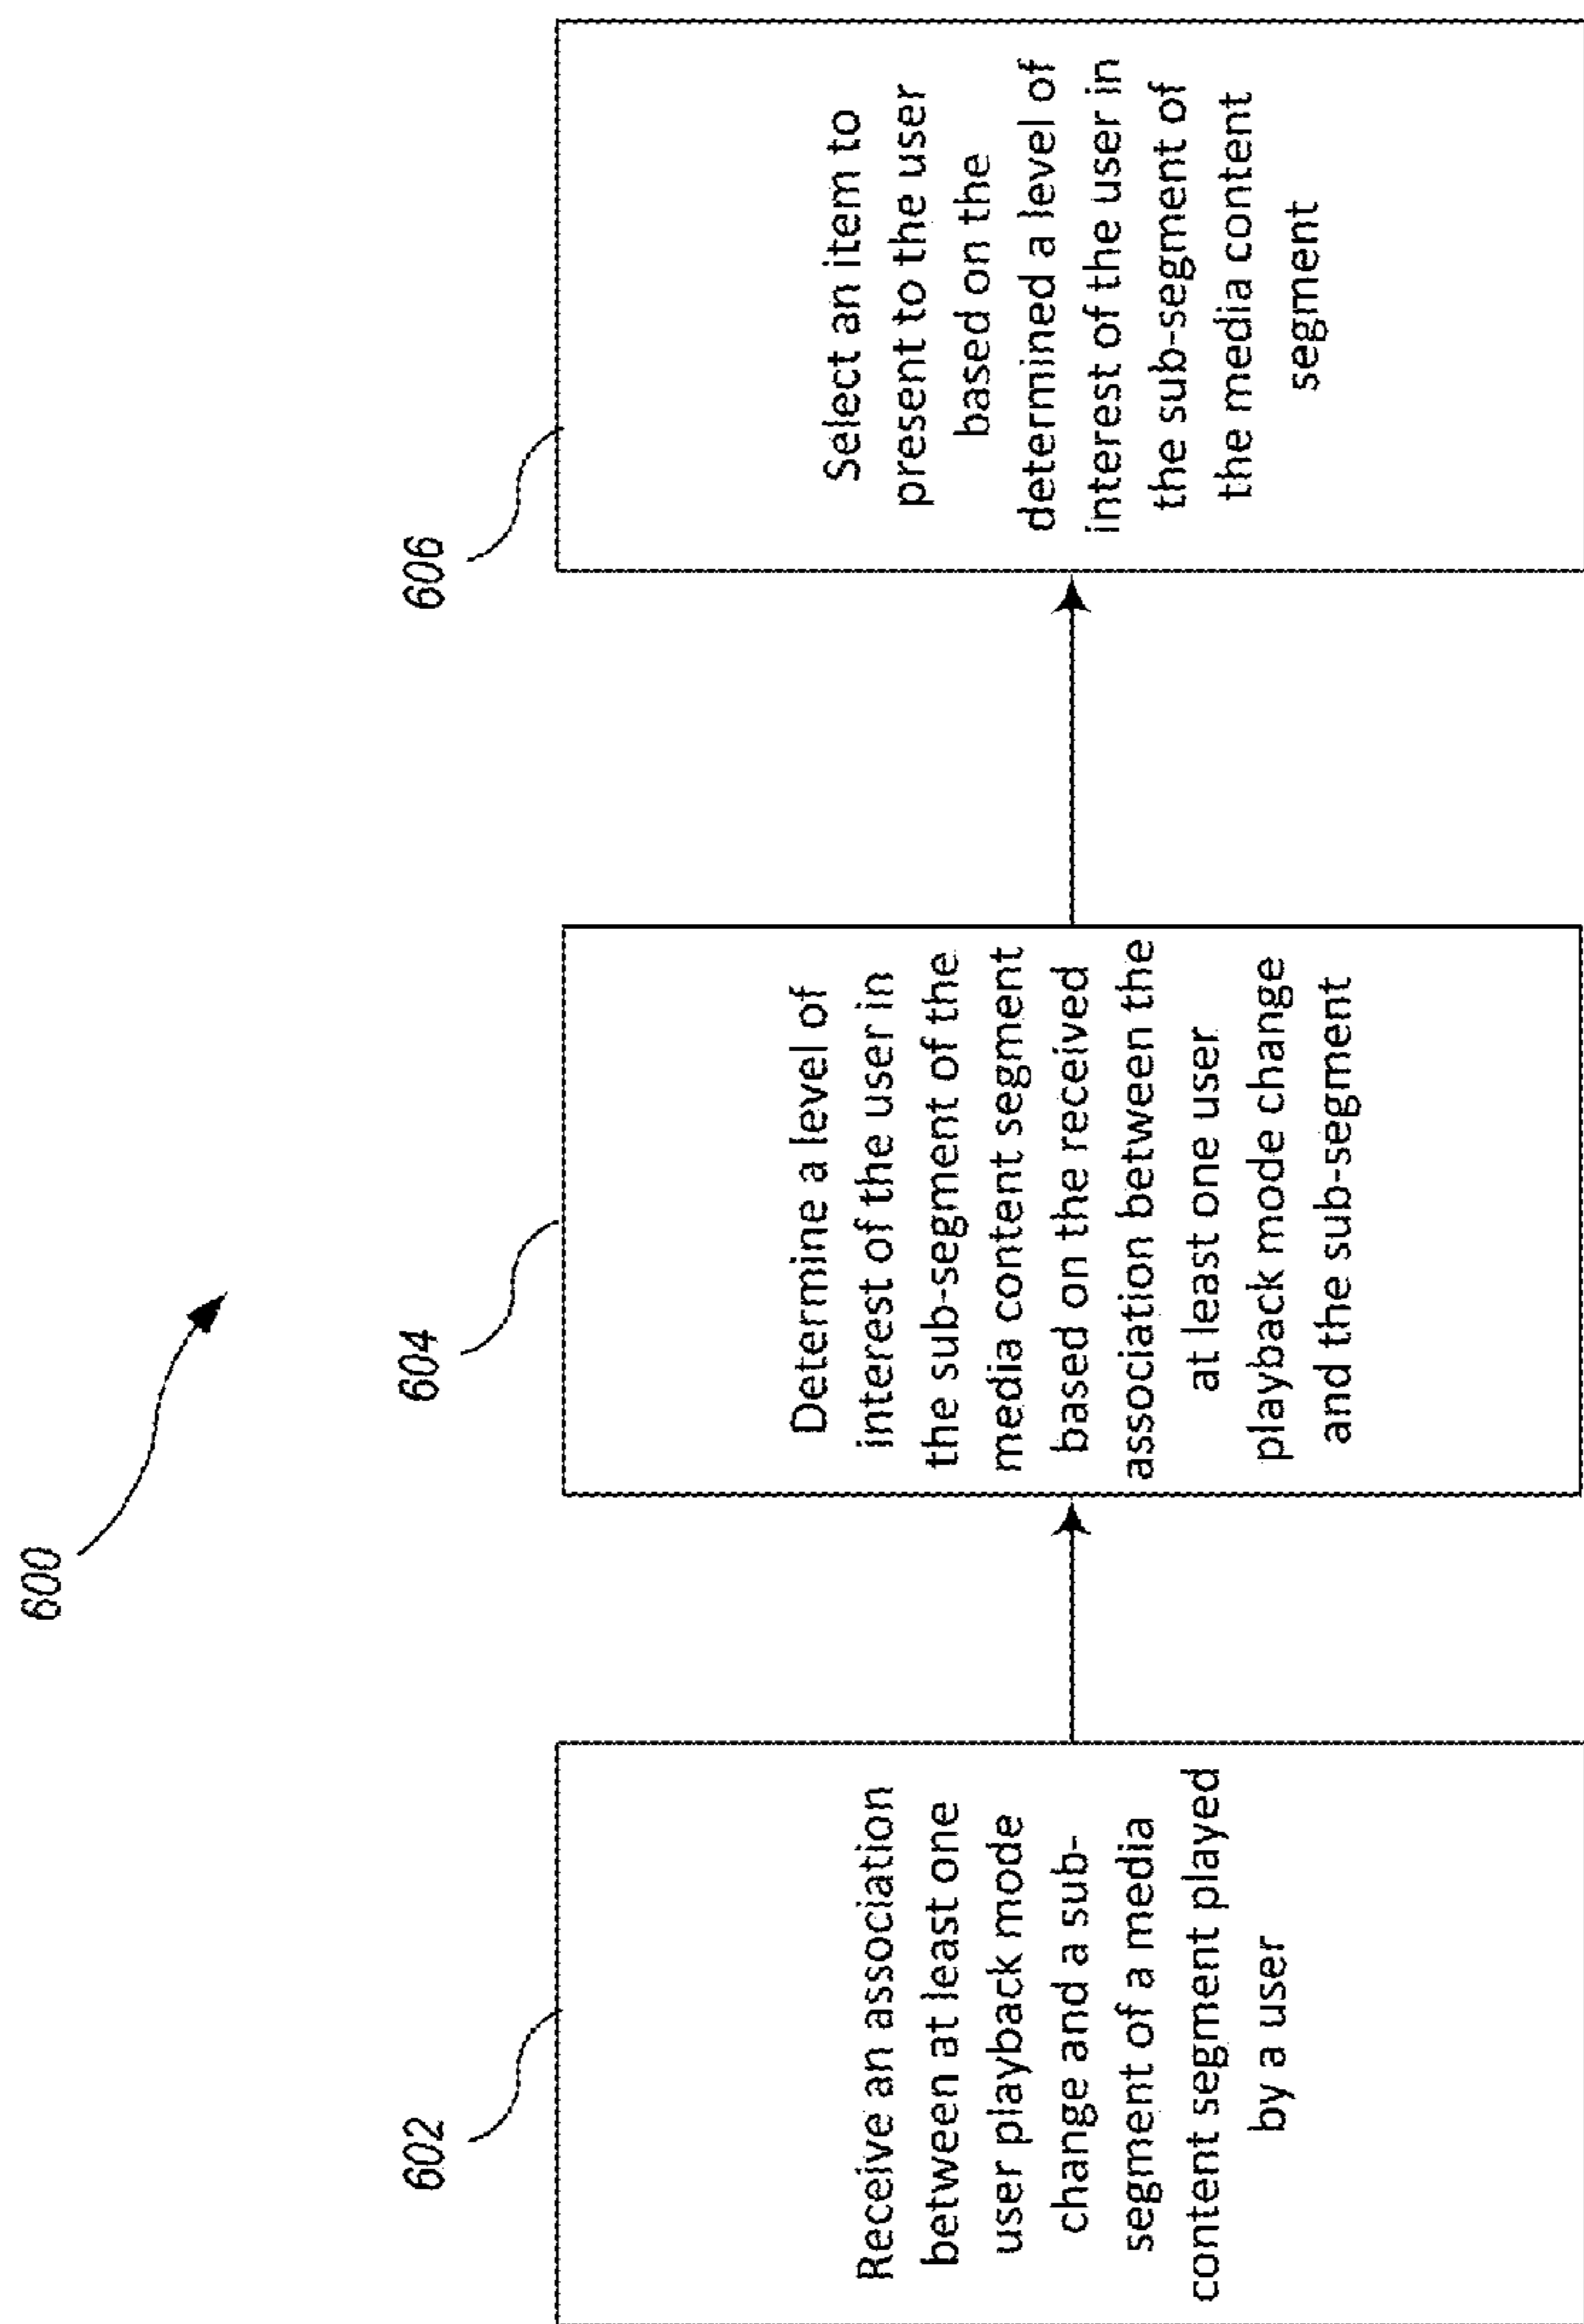 600
602
Receive an association
between at least one
user playback mode
change and a sub-
segment of a media
content segment played
by a user
604
Determine a level of
interest of the user in
the sub-segment of the
media content segment
based on the received
association between the
at least one user
playback mode change
and the sub-segment
606
Select an item to
present to the user
based on the
determined a level of
interest of the user in
the sub-segment of
the media content
segment